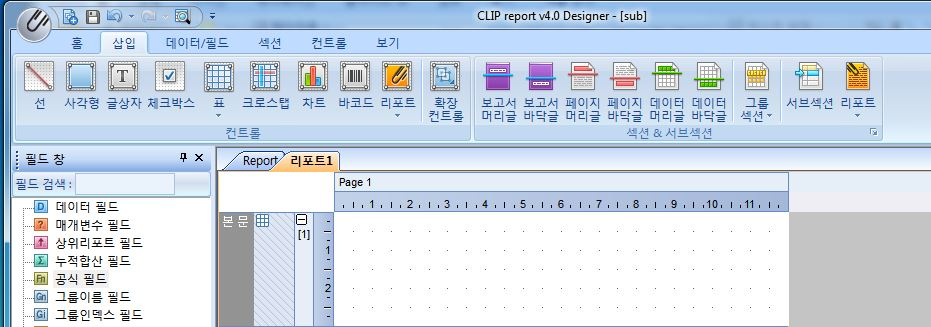 CLIP report v4.0 Designer - [sub]
홈 삽입 데이터/필드 섹션 컨트롤 보기
선 사각형 글상자 체크박스 표 크로스탭 차트 바코드 리포트 확장 컨트롤 보고서 머리글 보고서 바닥글 페이지 머리글 페이지 바닥글 데이터 머리글 데이터 바닥글 그룹 섹션 서브섹션 리포트
컨트롤 섹션 & 서브섹션
필드 창 Report 리포트1
필드 검색 :
Page 1
1 2 3 4 5 6 7 8 9 10 11
데이터 필드
매개변수 필드
상위리포트 필드
누적합산 필드
공식 필드
그룹이름 필드
그룹인덱스 필드
본문
[1]
1
2